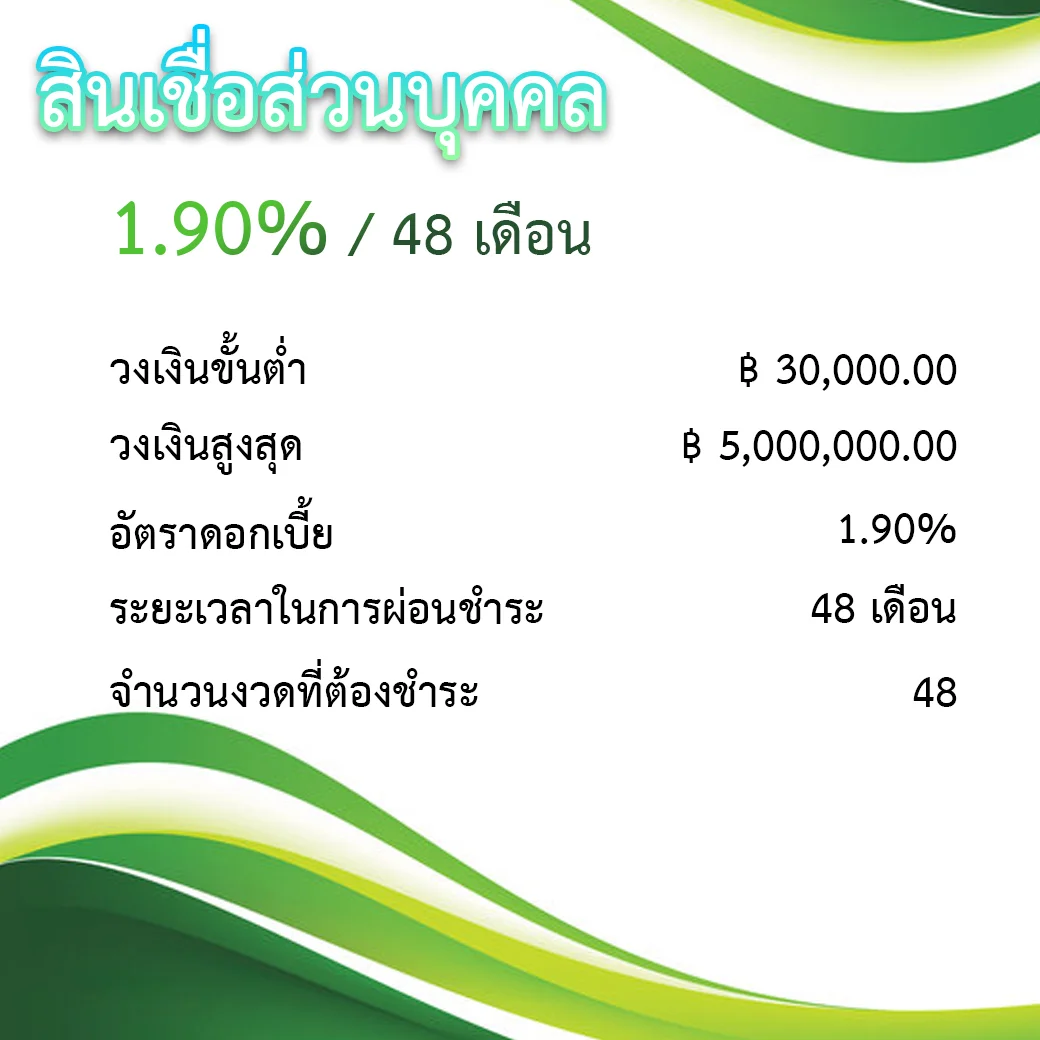 สินเชื่อส่วนบุคคล
1.90% / 48 เดือน
วงเงินขั้นต่ำ ฿ 30,000.00
วงเงินสูงสุด ฿ 5,000,000.00
อัตราดอกเบี้ย 1.90%
ระยะเวลาในการผ่อนชำระ 48 เดือน
จำนวนงวดที่ต้องชำระ 48